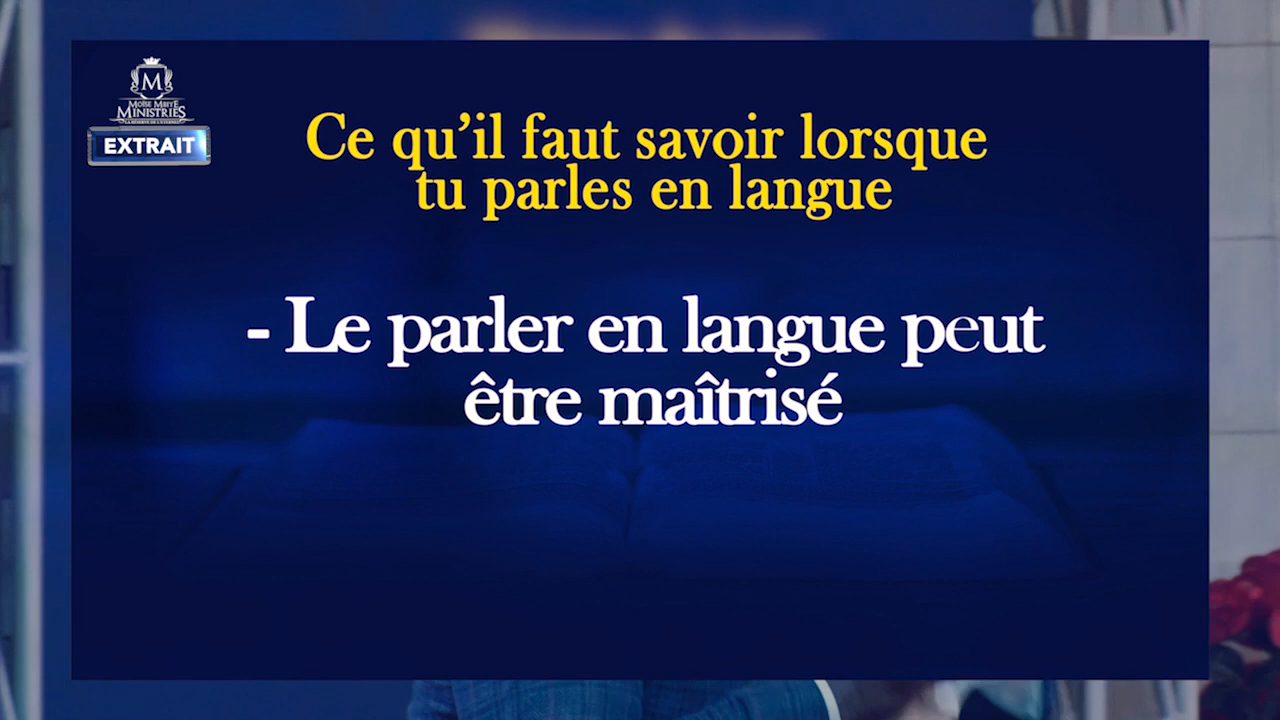 M
MOÏSE MBIYE
MINISTRIES
EXTRAIT
Ce qu'il faut savoir lorsque
tu parles en langue
- Le parler en langue peut
être maîtrisé